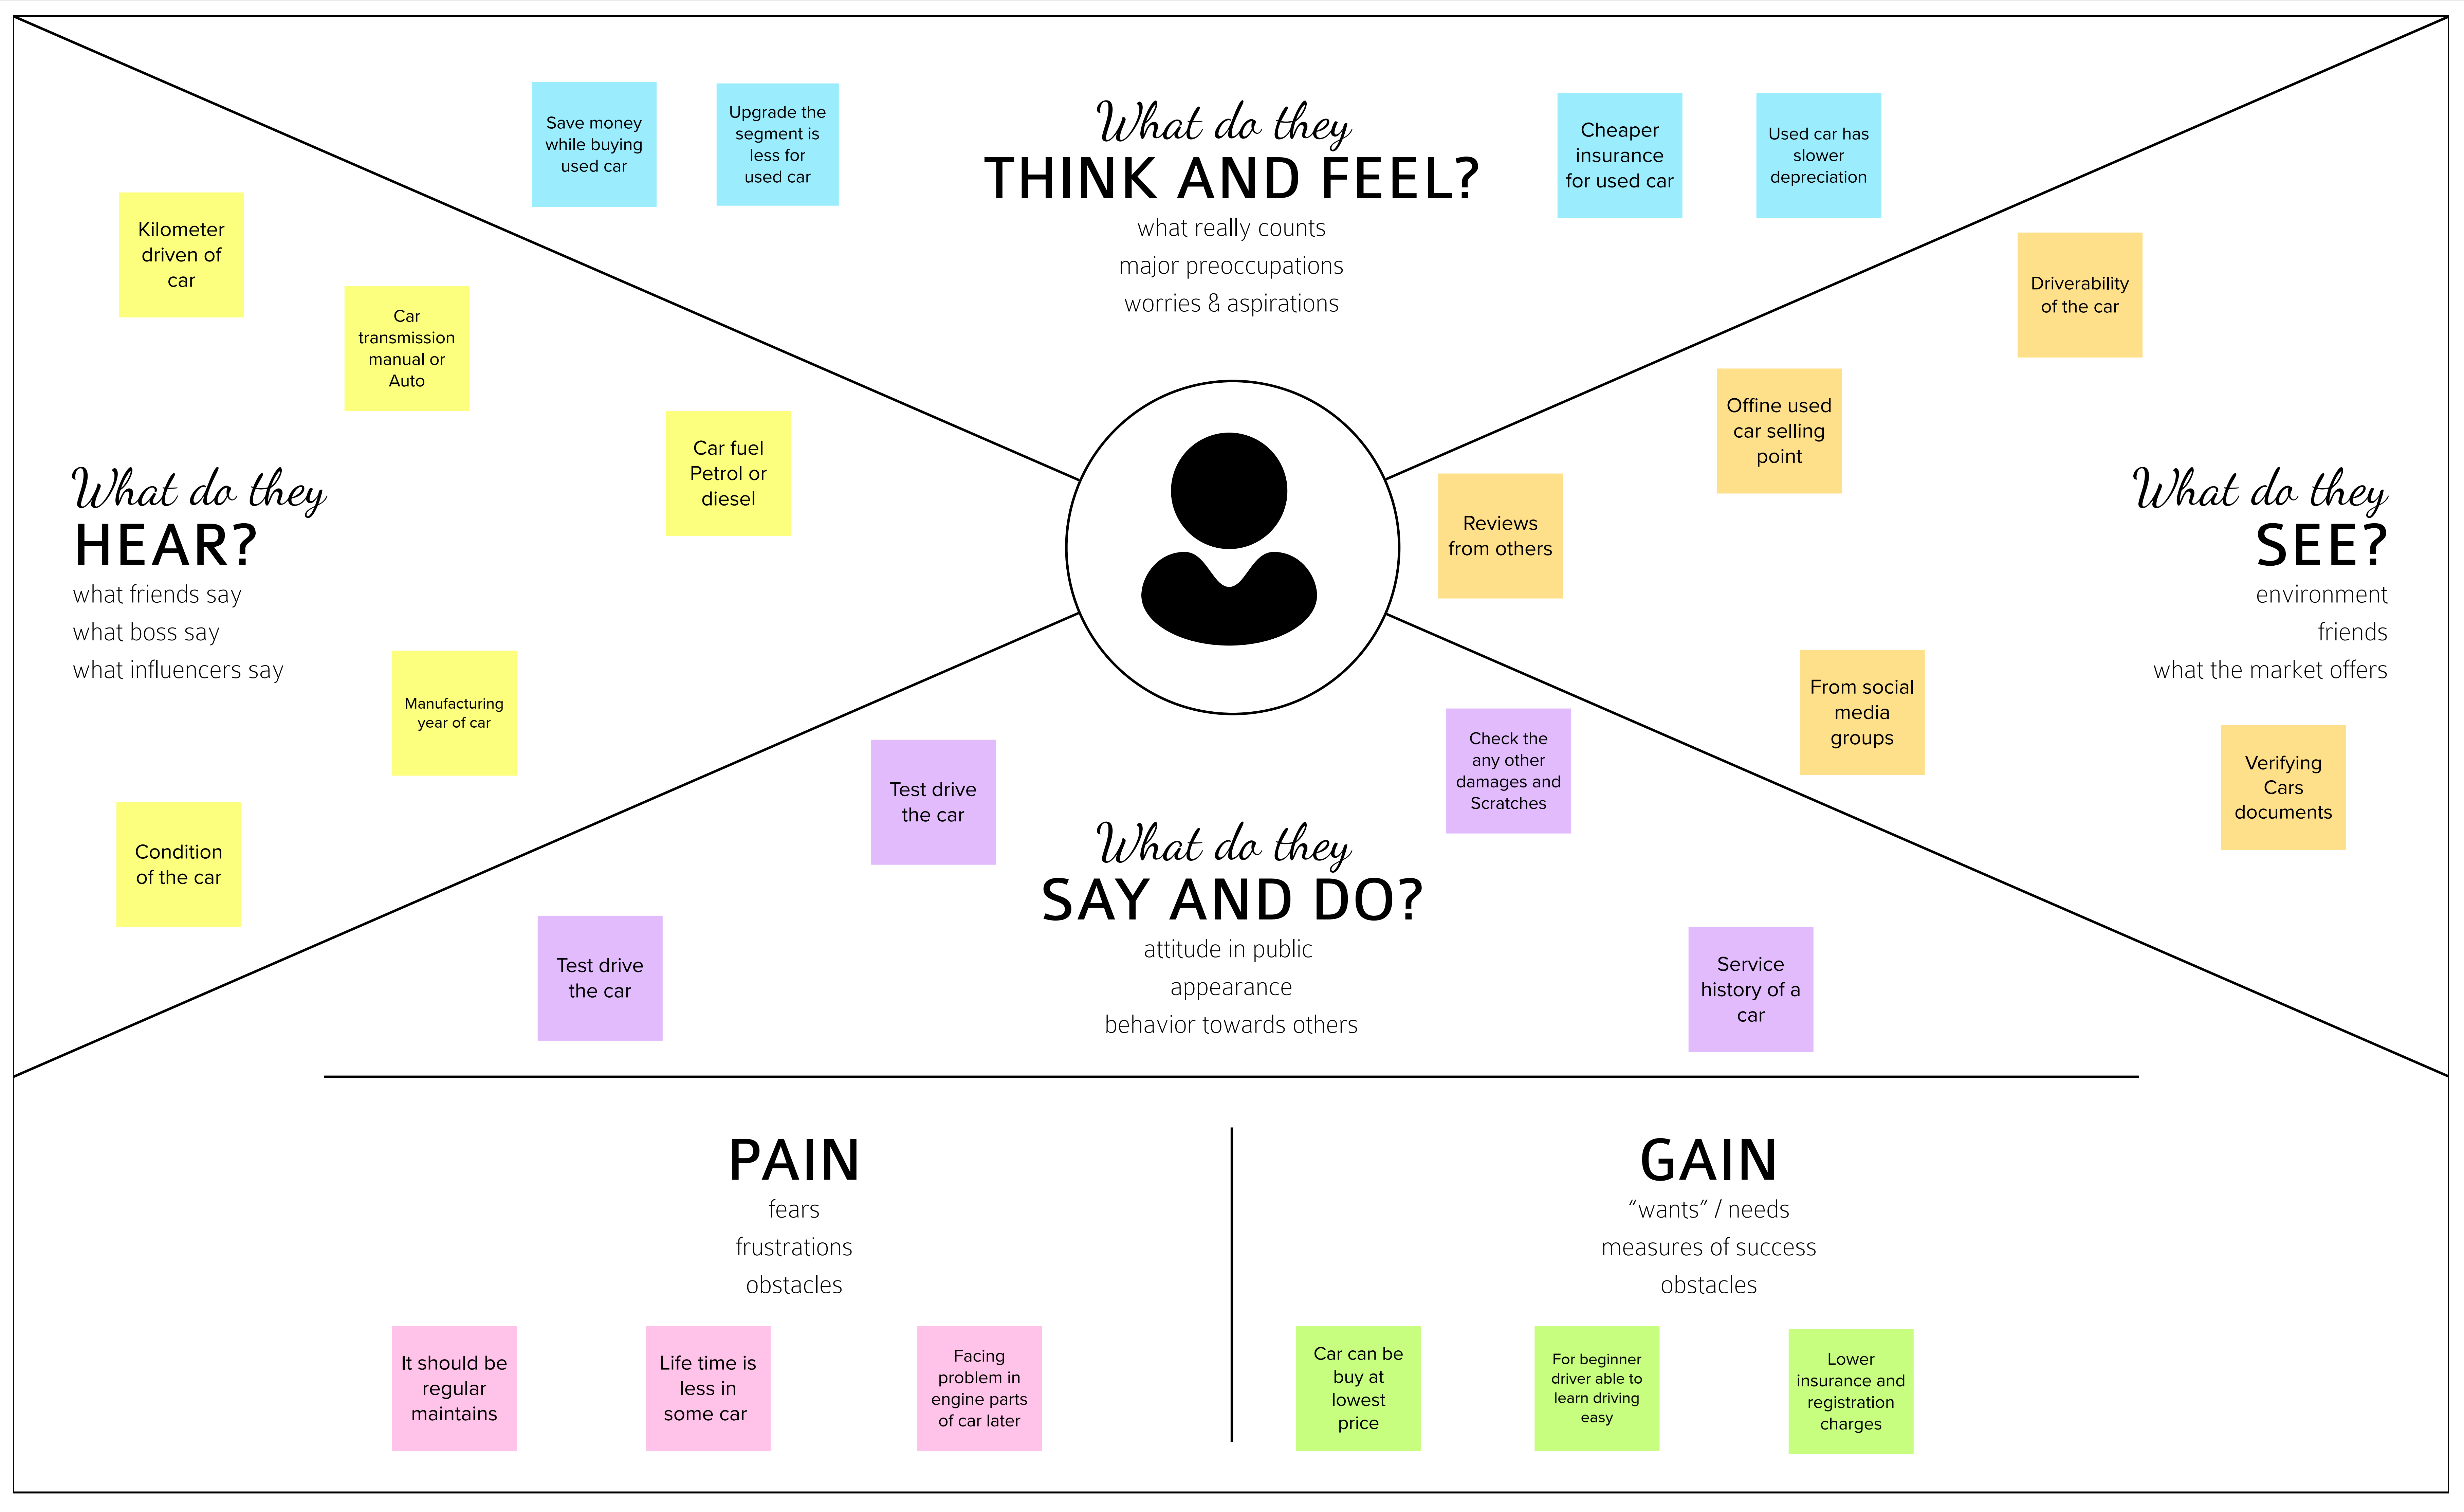 Save money
while buying
used car
Upgrade the
segment is
less for
used car
What do they
THINK AND FEEL?
what really counts
major preoccupations
worries & aspirations
Cheaper
insurance
for used car
Used car has
slower
depreciation
Kilometer
driven of
car
Car
transmission
manual or
Auto
Car fuel
Petrol or
diesel
What do they
HEAR?
what friends say
what boss say
what influencers say
Manufacturing
year of car
Condition
of the car
Driverability
of the car
Offine used
car selling
point
Reviews
from others
What do they
SEE?
environment
friends
what the market offers
From social
media
groups
Verifying
Cars
documents
Test drive
the car
Check the
any other
damages and
Scratches
What do they
SAY AND DO?
attitude in public
appearance
behavior towards others
Test drive
the car
Service
history of a
car
PAIN
fears
frustrations
obstacles
It should be
regular
maintains
Life time is
less in
some car
Facing
problem in
engine parts
of car later
GAIN
“wants” / needs
measures of success
obstacles
Car can be
buy at
lowest
price
For beginner
driver able to
learn driving
easy
Lower
insurance and
registration
charges